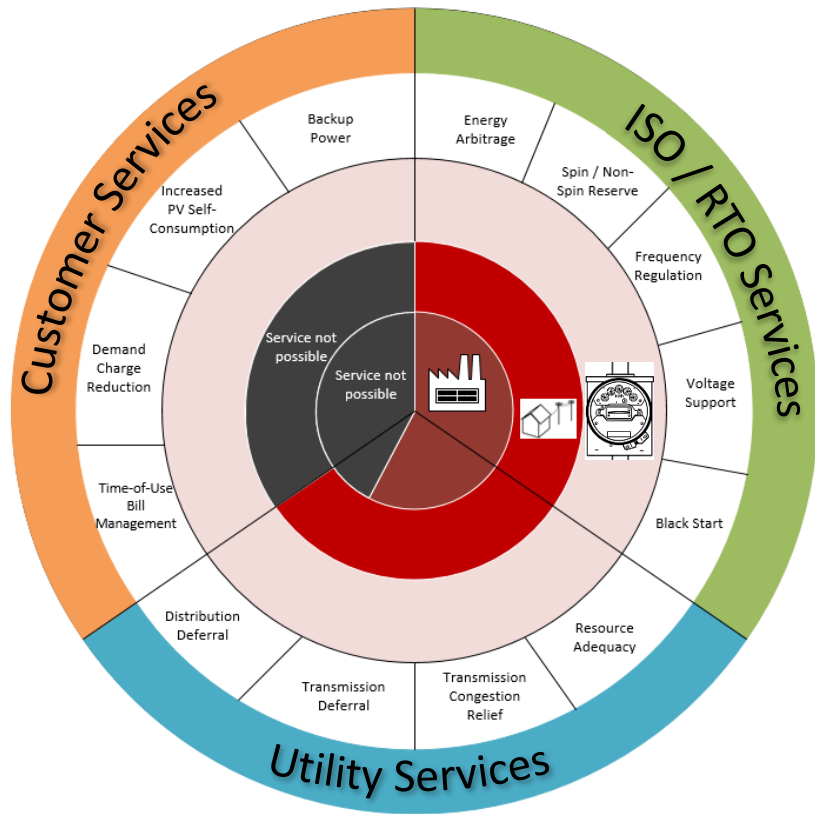 Customer Services
ISO / RTO Services
Utility Services
Backup
Power
Energy
Arbitrage
Spin / Non-
Spin Reserve
Frequency
Regulation
Voltage
Support
Black Start
Resource
Adequacy
Transmission
Congestion
Relief
Transmission
Deferral
Distribution
Deferral
Time-of-Use
Bill
Management
Demand
Charge
Reduction
Increased
PV Self-
Consumption
Service not
possible
Service not
possible